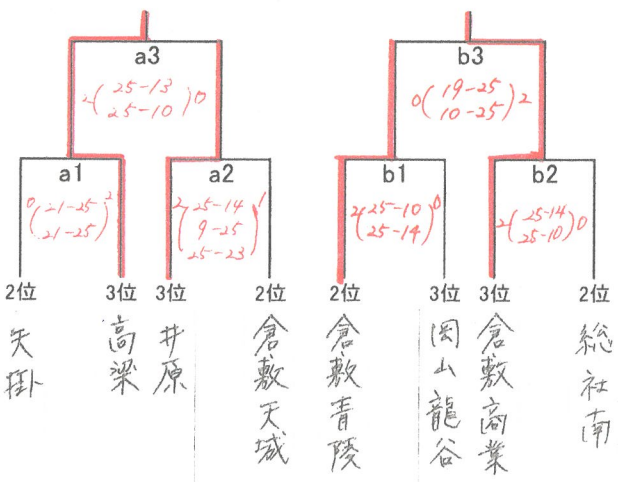 a3 b3
2(25-13 25-10)0 0(19-25 10-25)2
a1 a2 b1 b2
0(21-25 21-25)2 2(25-14 9-25 25-23)1 2(25-10 25-14)0 2(25-14 25-10)0
2位 3位 3位 2位 2位 3位 3位 2位
矢掛 高梁 井原 倉敷天城 倉敷青陵 岡山龍谷 倉敷商業 総社南